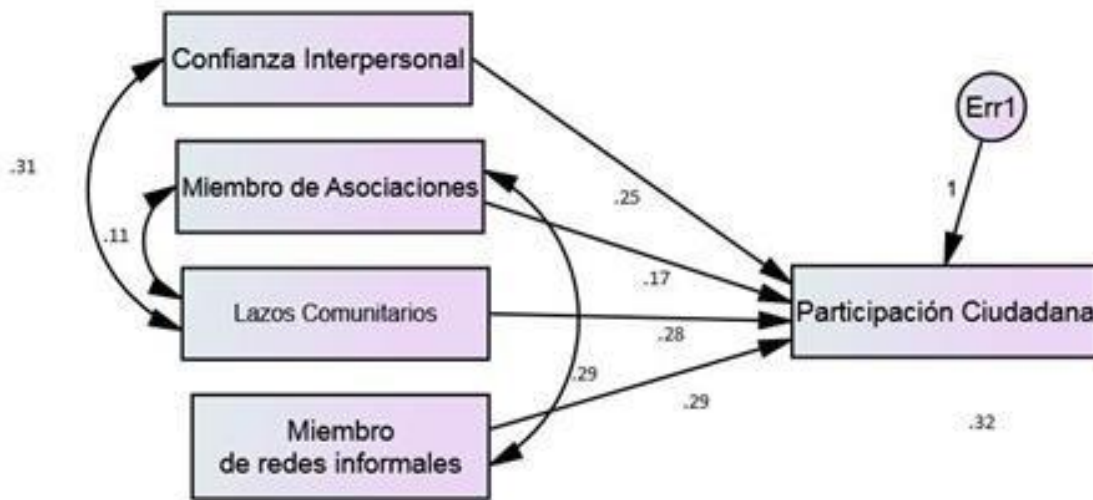 Confianza Interpersonal
Err1
.31
Miembro de Asociaciones
.25
1
.11
.17
Lazos Comunitarios
Participación Ciudadana
.28
.29
.29
Miembro
de redes informales
.32